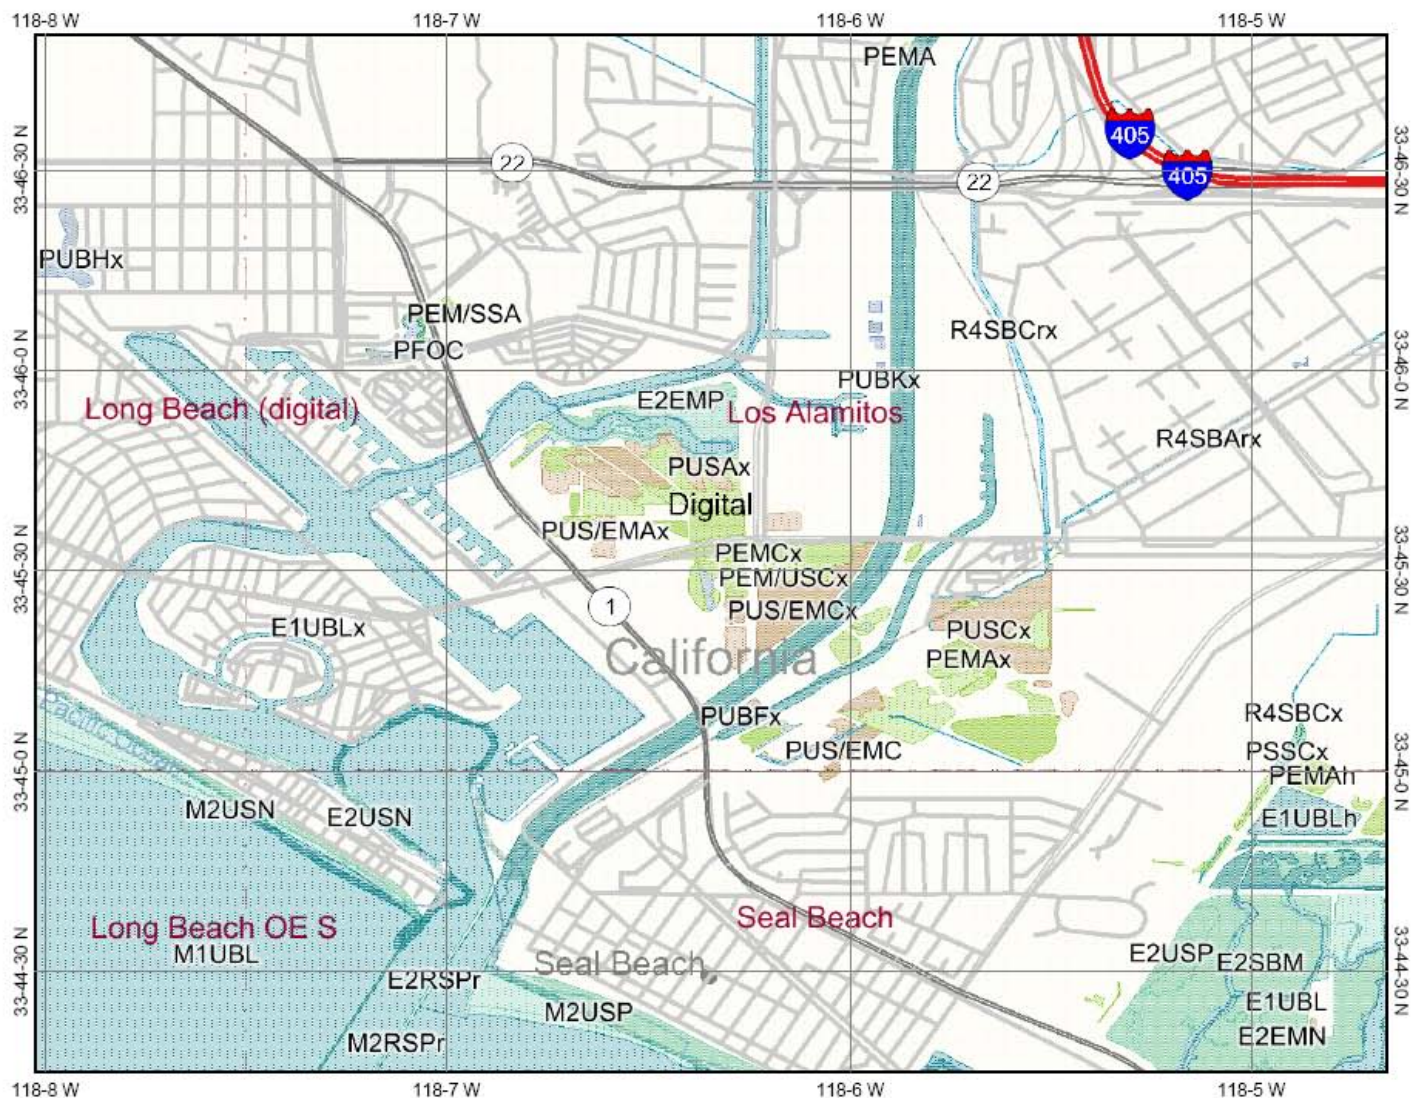 118-8 W
118-7 W
118-6 W
118-5 W
PEMA
405
33-46-30 N
22
405
33-46-30 N
22
PUBHx
PEM/SSA
R4SBCrx
PFOC
33-46-0 N
33-46-0 N
PUBKx
E2EMP
Long Beach (digital)
Los Alamitos
R4SBArx
PUSAx
Digital
PUS/EMAx
PEMCx
33-45-30 N
PEM/USCx
33-45-30 N
1
PUS/EMCx
E1UBLx
PUSCx
California
PEMAx
Pacific Ocean
PUBFx
R4SBCx
PUS/EMC
PSSCx
33-45-0 N
33-45-0 N
PEMAh
M2USN
E2USN
E1UBLh
Long Beach OE S
Seal Beach
M1UBL
E2USP
E2SBM
Seal Beach
33-44-30 N
33-44-30 N
E2RSPr
E1UBL
M2USP
E2EMN
M2RSPr
118-8 W
118-7 W
118-6 W
118-5 W